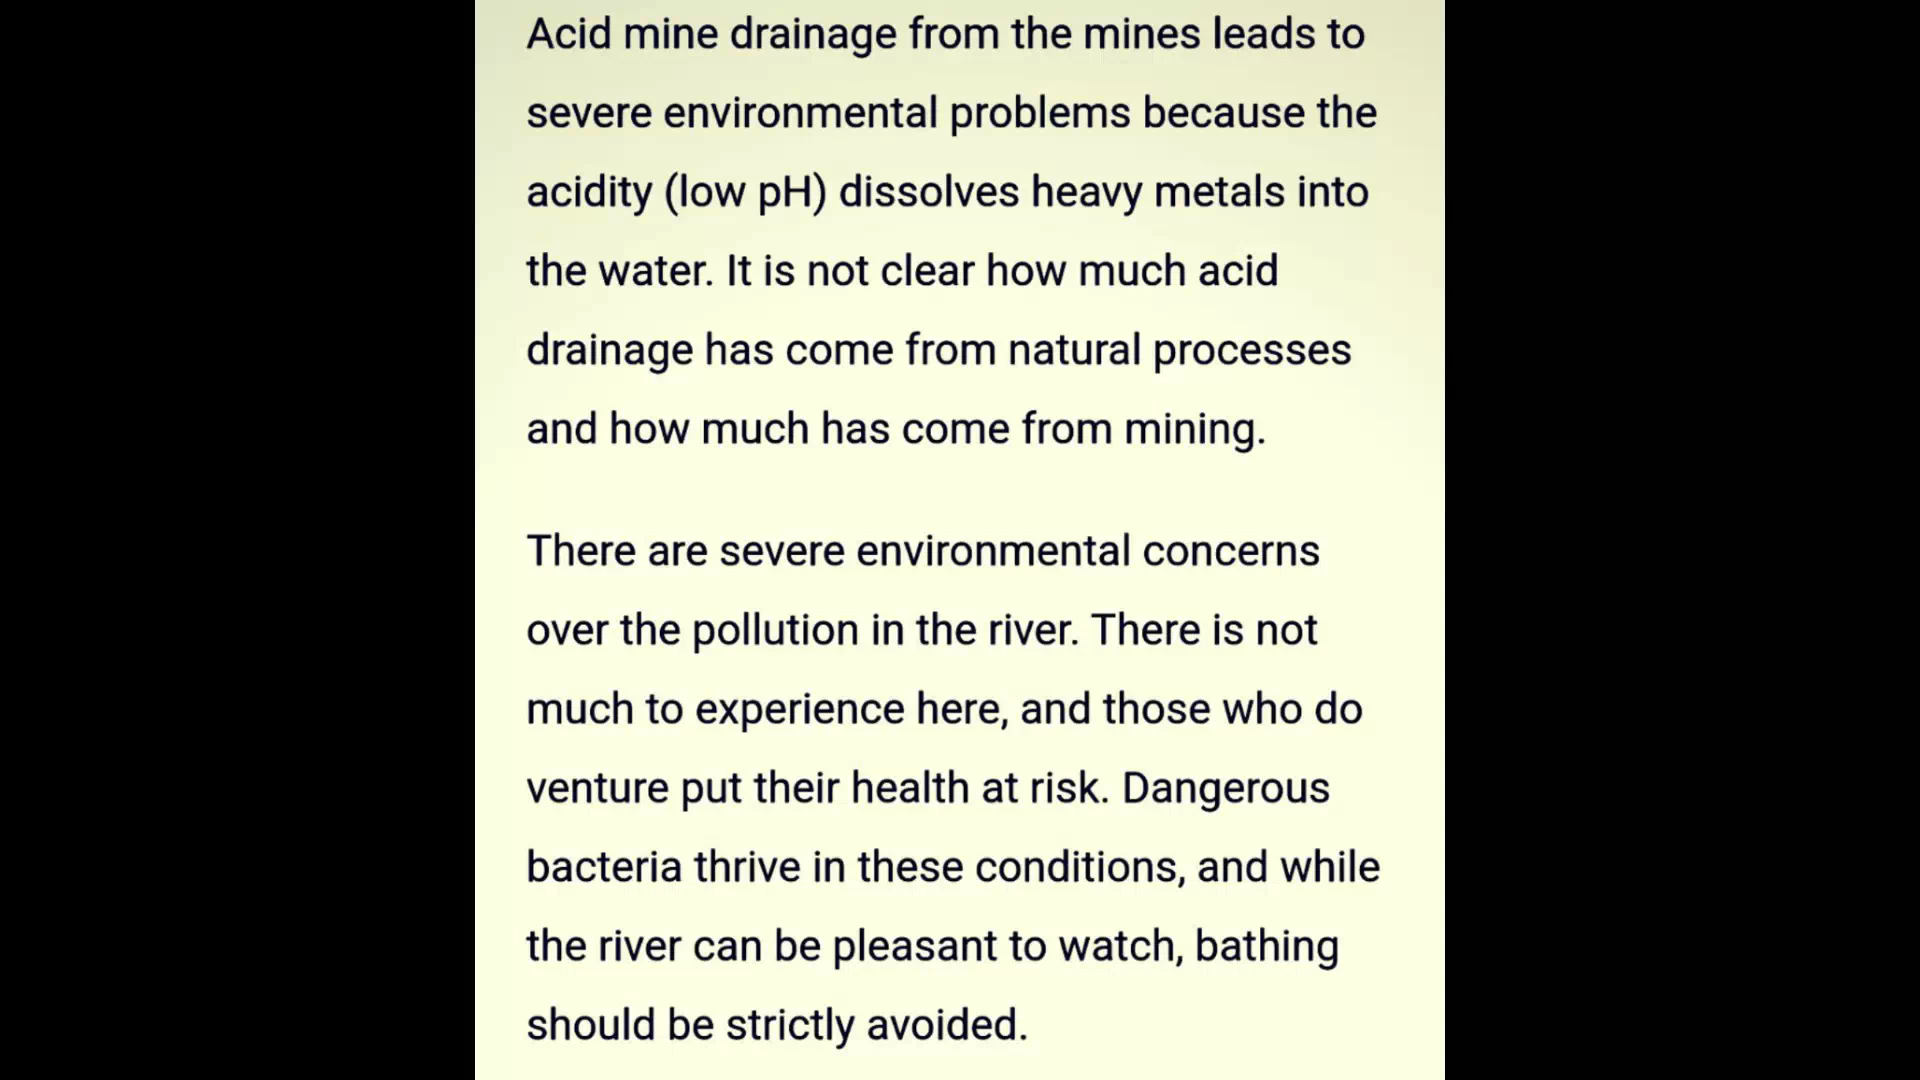 Acid mine drainage from the mines leads to
severe environmental problems because the
acidity (low pH) dissolves heavy metals into
the water. It is not clear how much acid
drainage has come from natural processes
and how much has come from mining.
There are severe environmental concerns
over the pollution in the river. There is not
much to experience here, and those who do
venture put their health at risk. Dangerous
bacteria thrive in these conditions, and while
the river can be pleasant to watch, bathing
should be strictly avoided.